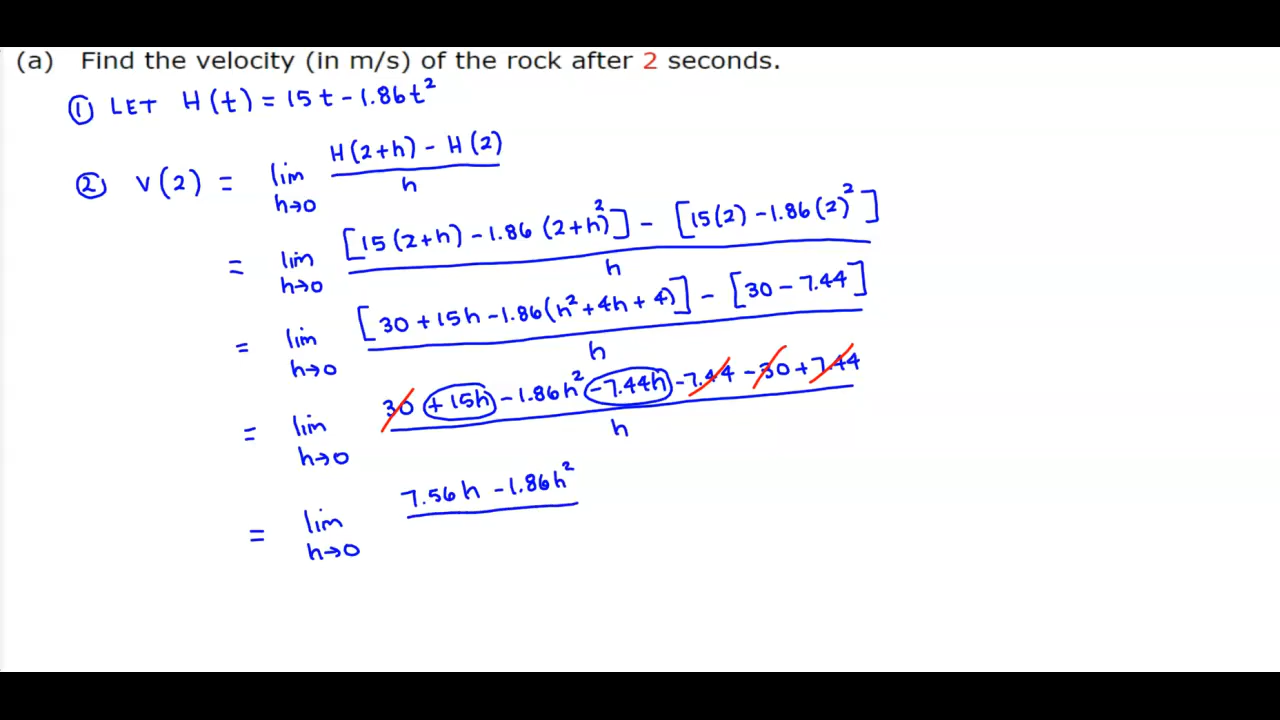 (a) Find the velocity (in m/s) of the rock after 2 seconds.
① LET H(t) = 15t - 1.86t²
② V(2) = lim h→0 H(2+h) - H(2) / h
= lim h→0 [15(2+h) - 1.86(2+h)²] - [15(2) - 1.86(2)²] / h
= lim h→0 [30 + 15h - 1.86(h² + 4h + 4)] - [30 - 7.44] / h
= lim h→0 30 + 15h - 1.86h² - 7.44h - 7.44 - 30 + 7.44 / h
= lim h→0 7.56h - 1.86h²